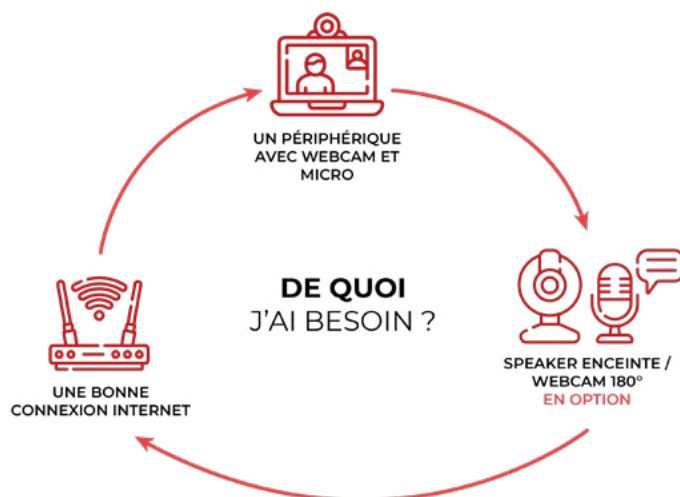 UN PÉRIPHÉRIQUE
AVEC WEBCAM ET
MICRO
DE QUOI
J'AI BESOIN ?
SPEAKER ENCEINTE /
WEBCAM 180°
EN OPTION
UNE BONNE
CONNEXION INTERNET